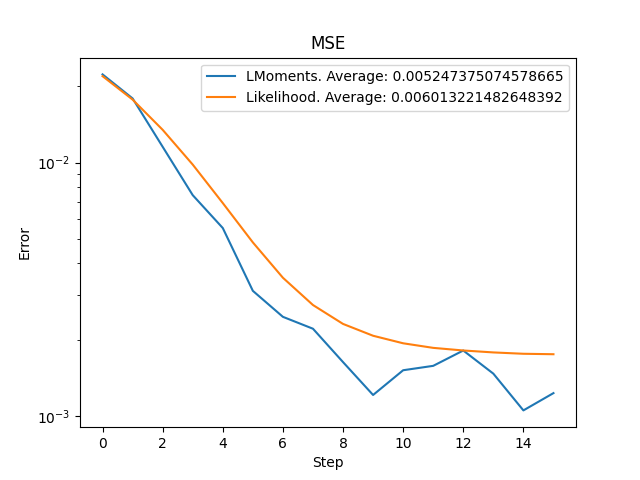 MSE
LMoments. Average: 0.005247375074578665
Likelihood. Average: 0.006013221482648392
10⁻²
10⁻³
Error
0 2 4 6 8 10 12 14
Step